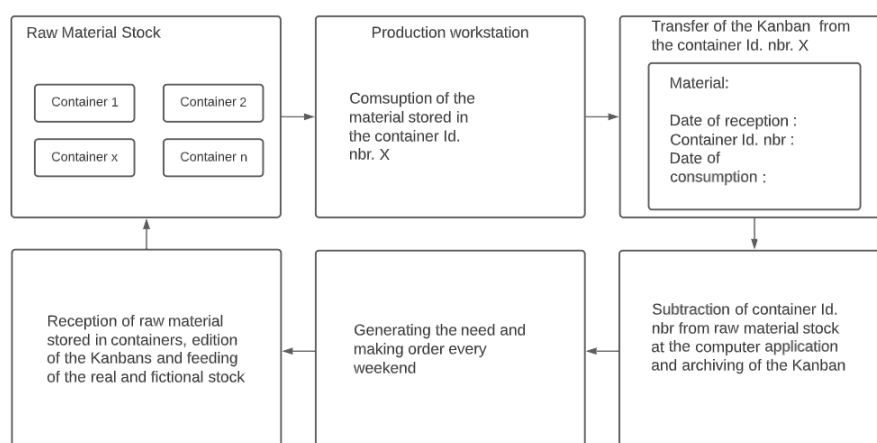 Raw Material Stock
Container 1
Container 2
Container x
Container n
Production workstation
Comsuption of the
material stored in
the container Id.
nbr. X
Transfer of the Kanban from
the container Id. nbr. X
Material:
Date of reception :
Container Id. nbr :
Date of
consumption :
Reception of raw material
stored in containers, edition
of the Kanbans and feeding
of the real and fictional stock
Generating the need and
making order every
weekend
Subtraction of container Id.
nbr from raw material stock
at the computer application
and archiving of the Kanban